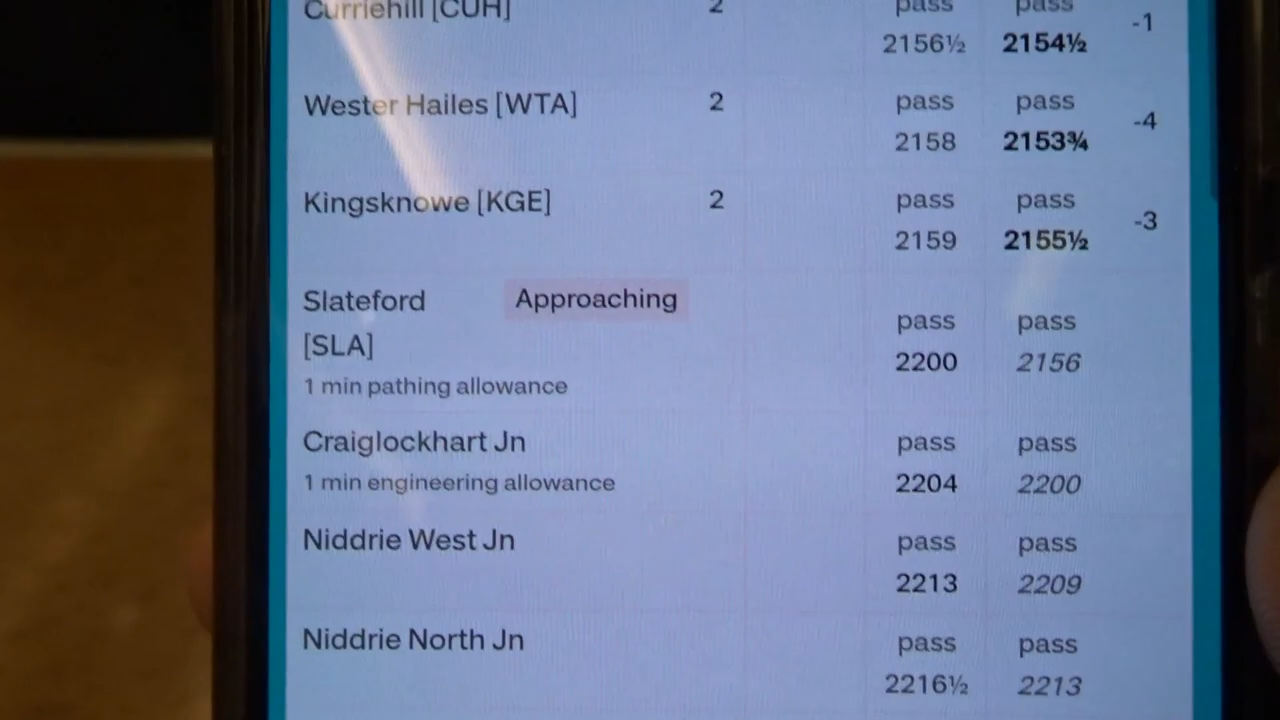 Curriehill [CUH] 2 pass pass -1
2156½ 2154½
Wester Hailes [WTA] 2 pass pass -4
2158 2153¾
Kingsknowe [KGE] 2 pass pass -3
2159 2155½
Slateford Approaching pass pass
[SLA] 2200 2156
1 min pathing allowance
Craiglockhart Jn pass pass
1 min engineering allowance 2204 2200
Niddrie West Jn pass pass
2213 2209
Niddrie North Jn pass pass
2216½ 2213